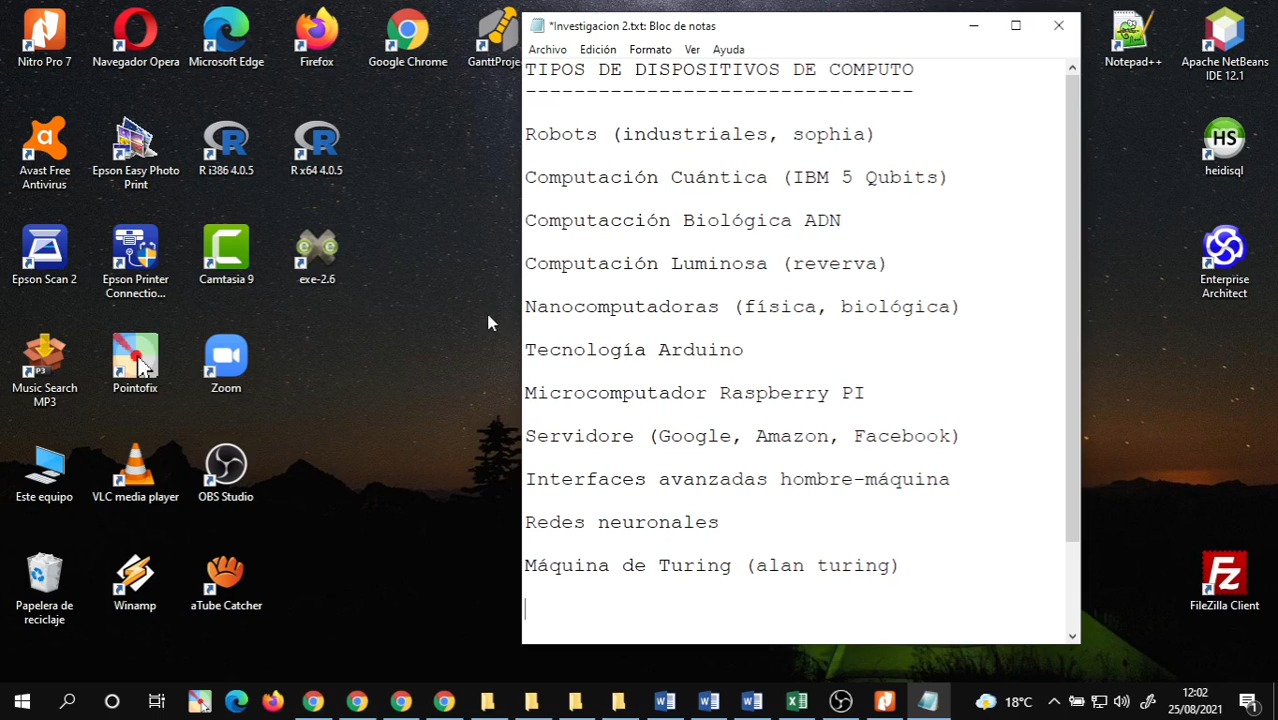 Nitro Pro 7
Navegador Opera
Microsoft Edge
Firefox
Google Chrome
GanttProje
*Investigacion 2.txt: Bloc de notas
Archivo Edición Formato Ver Ayuda
TIPOS DE DISPOSITIVOS DE COMPUTO
--------------------------------
Robots (industriales, sophia)
Computación Cuántica (IBM 5 Qubits)
Computacción Biológica ADN
Computación Luminosa (reverva)
Nanocomputadoras (física, biológica)
Tecnología Arduino
Microcomputador Raspberry PI
Servidore (Google, Amazon, Facebook)
Interfaces avanzadas hombre-máquina
Redes neuronales
Máquina de Turing (alan turing)
Notepad++
Apache NetBeans
IDE 12.1
Avast Free
Antivirus
Epson Easy Photo
Print
R i386 4.0.5
R x64 4.0.5
HS
heidisql
Epson Scan 2
Epson Printer
Connectio...
Camtasia 9
exe-2.6
Enterprise
Architect
P3
Music Search
MP3
Pointofix
Zoom
Este equipo
VLC media player
OBS Studio
Papelera de
reciclaje
Winamp
aTube Catcher
FileZilla Client
18°C
12:02
25/08/2021
1